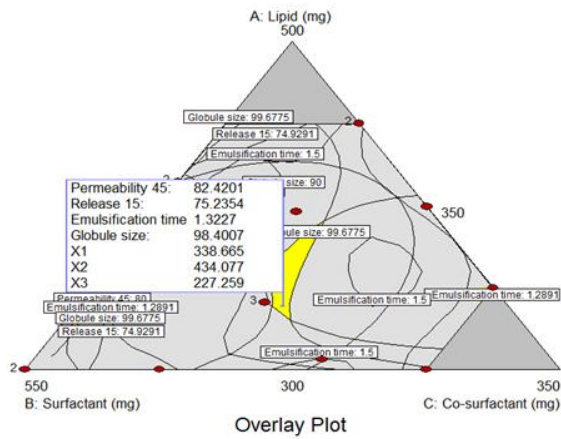 A: Lipid (mg)
500
Globule size: 99.6775
2
Release 15: 74.9291
Emulsification time: 1.5
Permeability 45: 82.4201
Release 15: 75.2354
Emulsification time 1.3227
Globule size: 98.4007
X1 338.665
X2 434.077
X3 227.259
size: 90
350
size: 99.6775
Permeability 45: 80
Emulsification time: 1.2891
Globule size: 99.6775
Release 15: 74.9291
3
Emulsification time: 1.5
Emulsification time: 1.2891
Emulsification time: 1.5
2
550
300
350
B: Surfactant (mg)
C: Co-surfactant (mg)
Overlay Plot